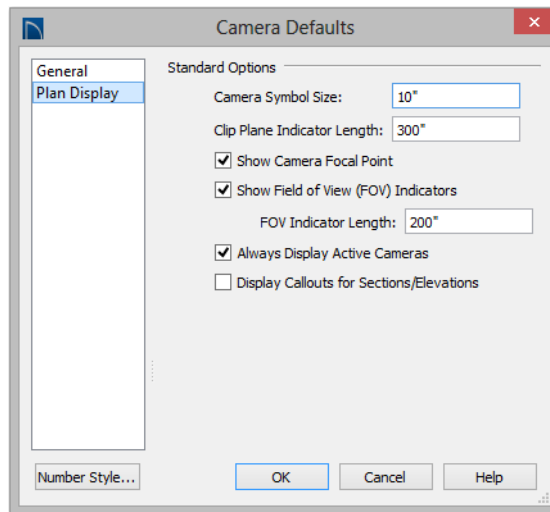 Camera Defaults
General
Plan Display
Standard Options
Camera Symbol Size: 10"
Clip Plane Indicator Length: 300"
Show Camera Focal Point
Show Field of View (FOV) Indicators
FOV Indicator Length: 200"
Always Display Active Cameras
Display Callouts for Sections/Elevations
Number Style...
OK
Cancel
Help